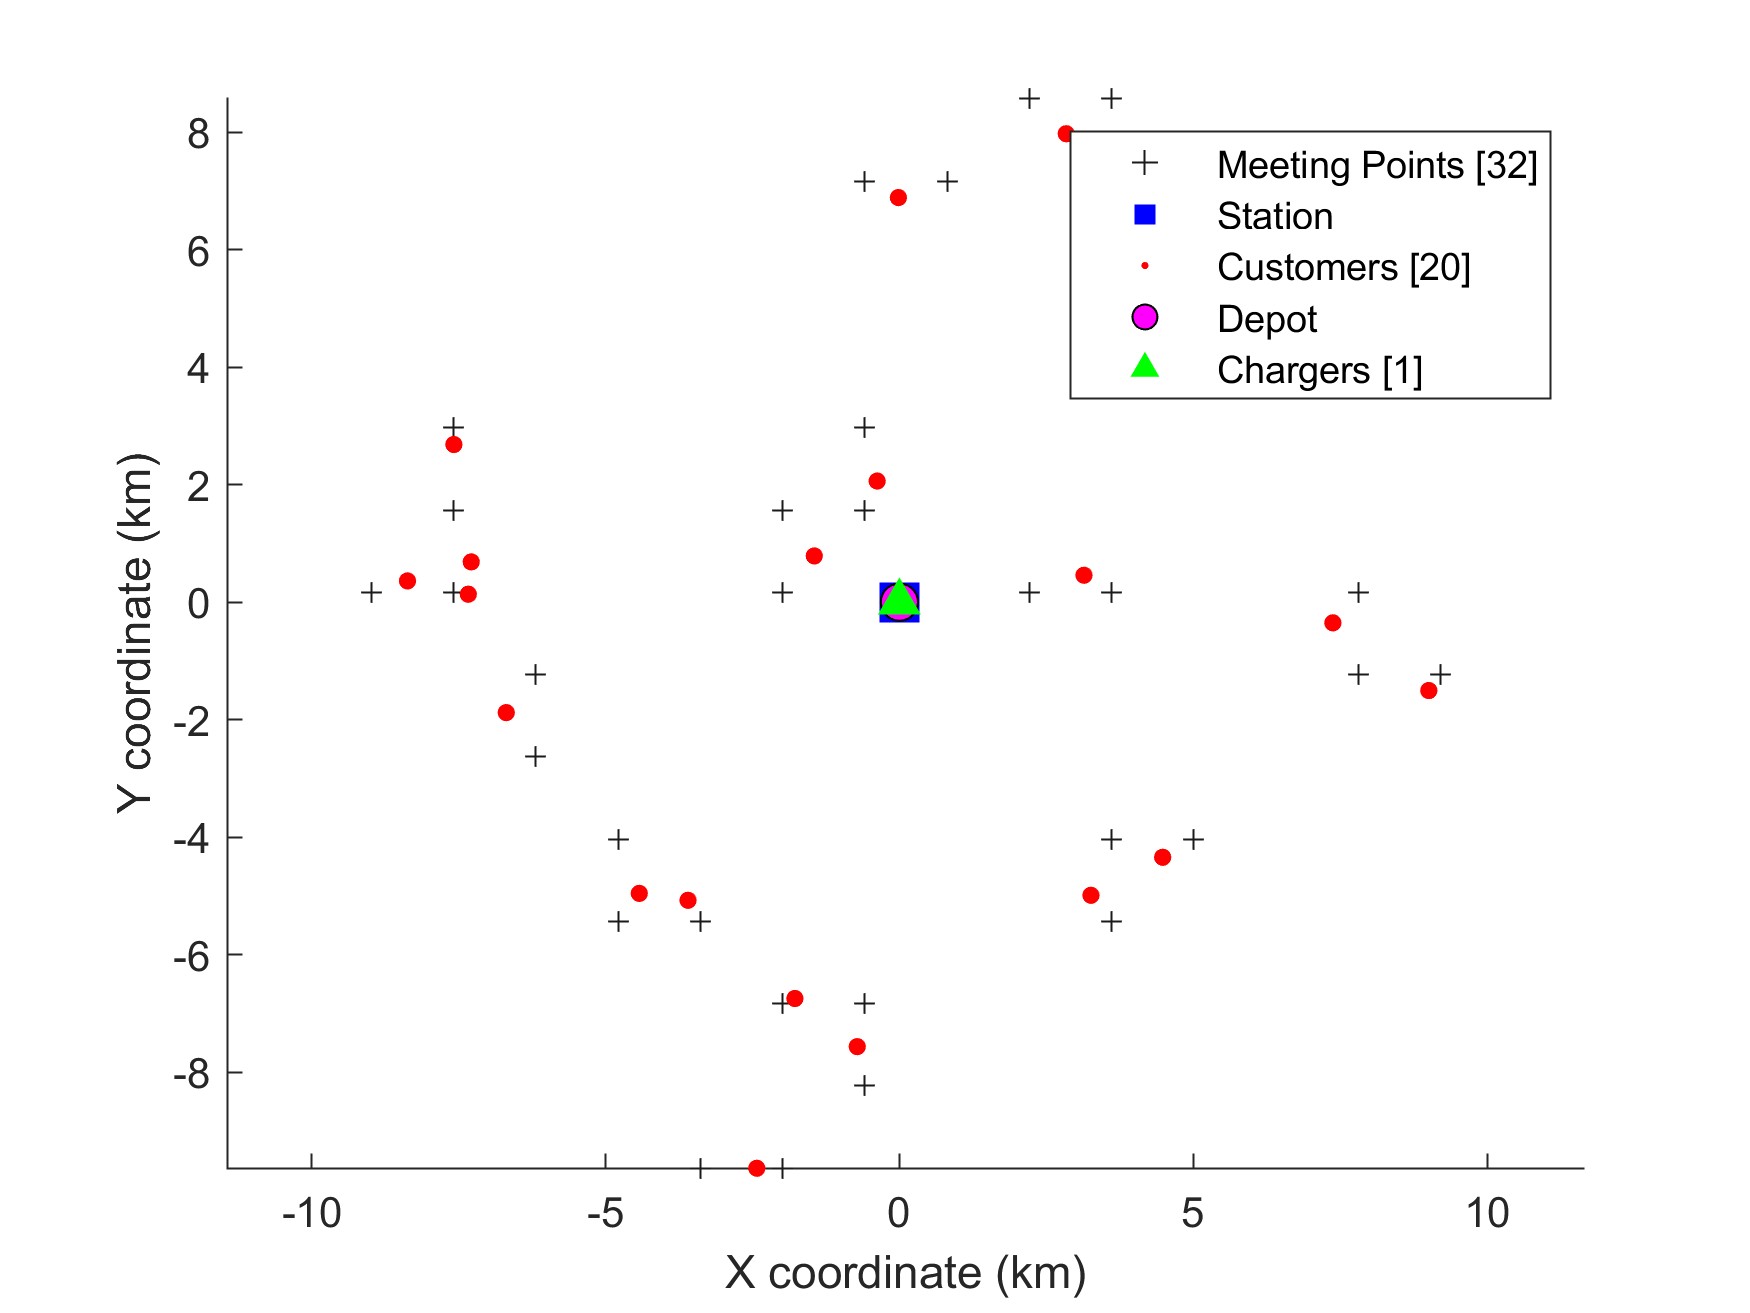 8
6
4
2
0
-2
-4
-6
-8
Y coordinate (km)
Meeting Points [32]
Station
Customers [20]
Depot
Chargers [1]
-10 -5 0 5 10
X coordinate (km)